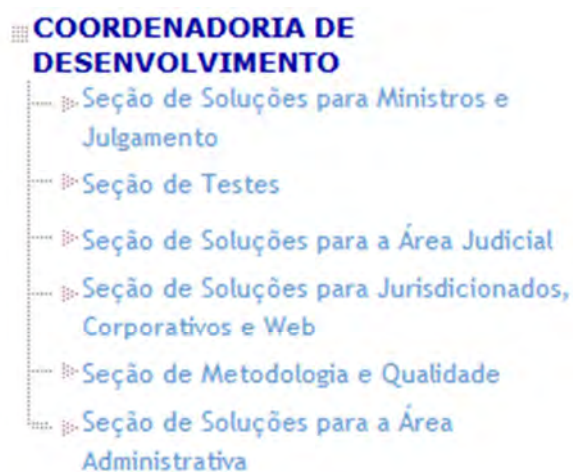 COORDENADORIA DE
DESENVOLVIMENTO
Seção de Soluções para Ministros e
Julgamento
Seção de Testes
Seção de Soluções para a Área Judicial
Seção de Soluções para Jurisdicionados,
Corporativos e Web
Seção de Metodologia e Qualidade
Seção de Soluções para a Área
Administrativa